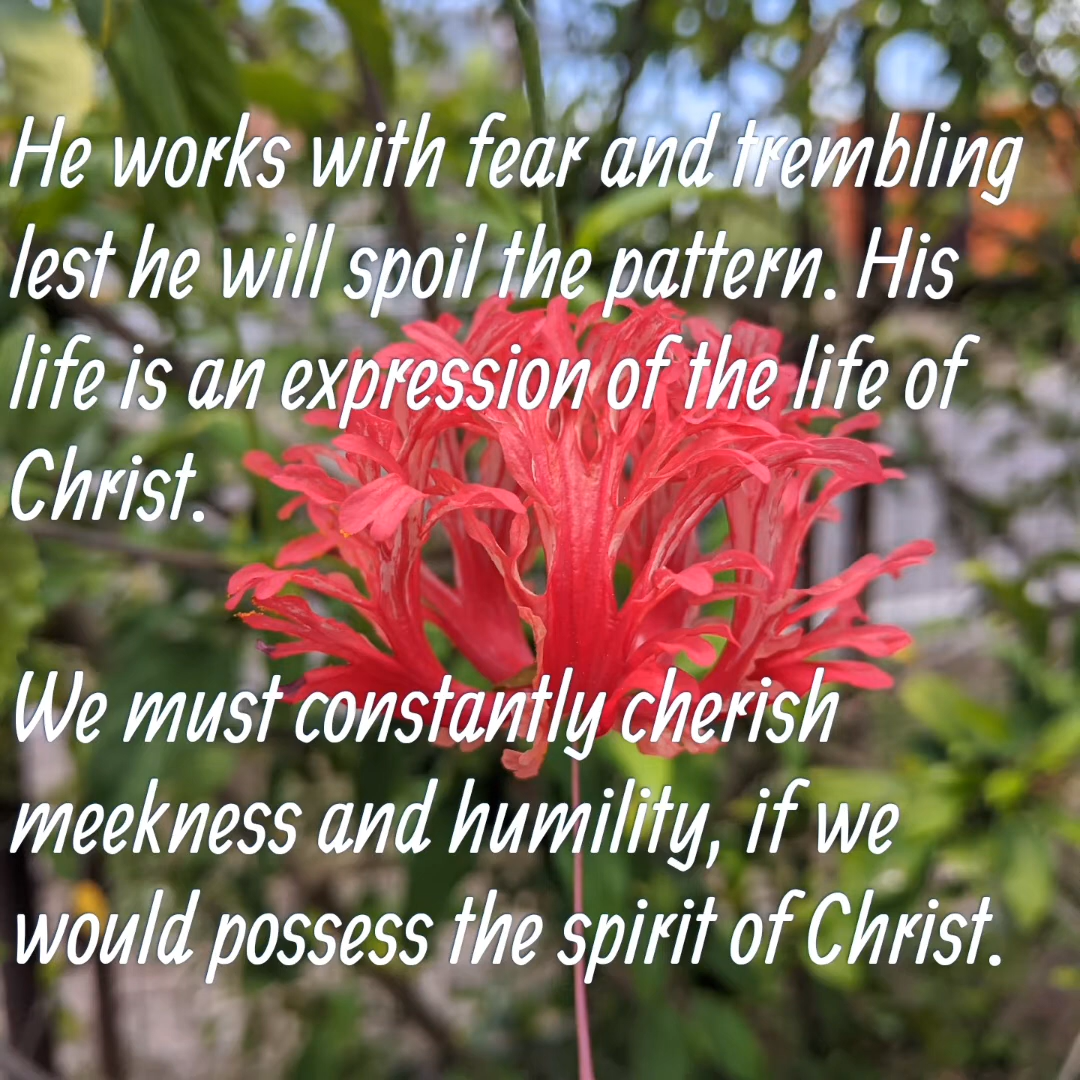 He works with fear and trembling
lest he will spoil the pattern. His
life is an expression of the life of
Christ.
We must constantly cherish
meekness and humility, if we
would possess the spirit of Christ.